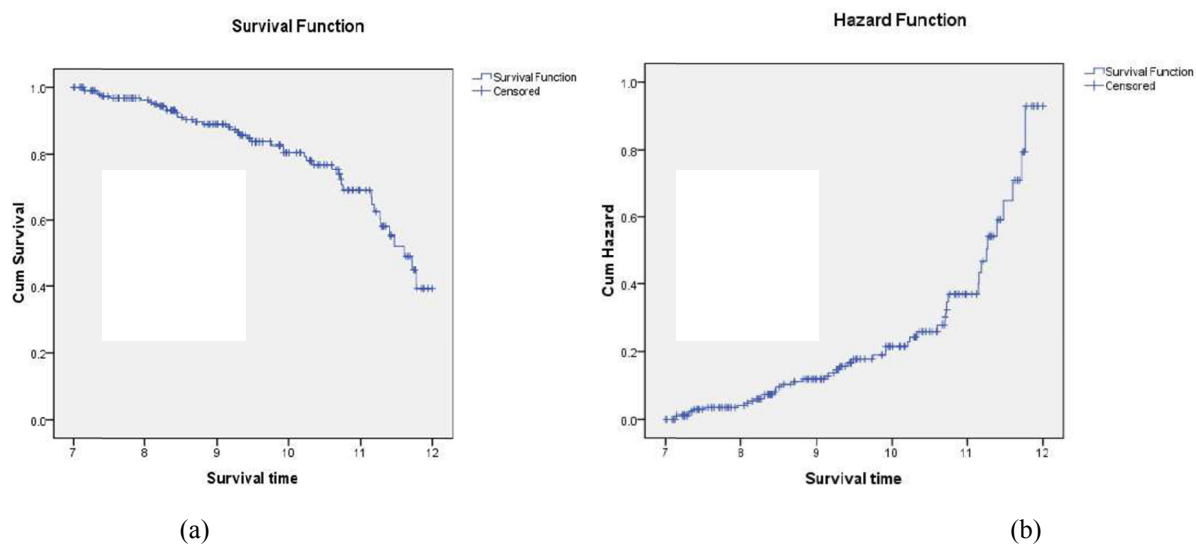 Survival Function
Survival Function
Censored
Cum Survival
1.0
0.8
0.6
0.4
0.2
0.0
7 8 9 10 11 12
Survival time
(a)
Hazard Function
Survival Function
Censored
Cum Hazard
1.0
0.8
0.6
0.4
0.2
0.0
7 8 9 10 11 12
Survival time
(b)